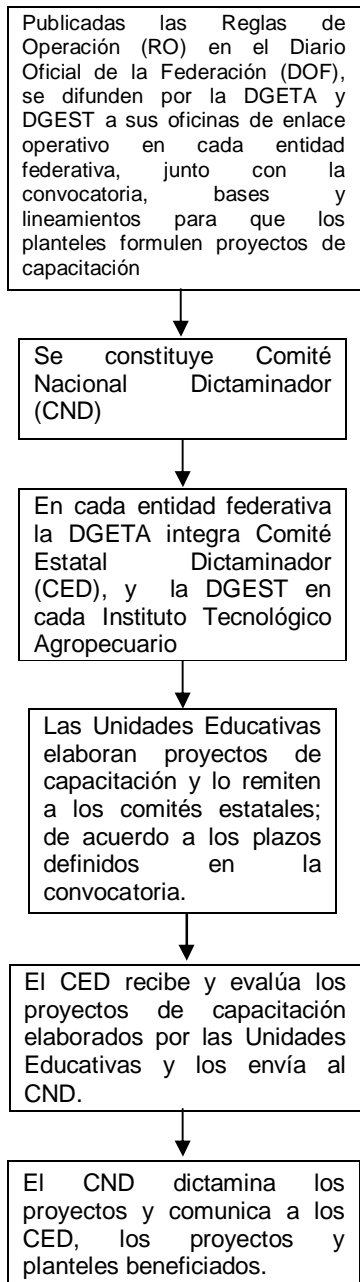 Publicadas las Reglas de
Operación (RO) en el Diario
Oficial de la Federación (DOF),
se difunden por la DGETA y
DGEST a sus oficinas de enlace
operativo en cada entidad
federativa, junto con la
convocatoria, bases y
lineamientos para que los
planteles formulen proyectos de
capacitación
Se constituye Comité
Nacional Dictaminador
(CND)
En cada entidad federativa
la DGETA integra Comité
Estatal Dictaminador
(CED), y la DGEST en
cada Instituto Tecnológico
Agropecuario
Las Unidades Educativas
elaboran proyectos de
capacitación y lo remiten
a los comités estatales;
de acuerdo a los plazos
definidos en la
convocatoria.
El CED recibe y evalúa los
proyectos de capacitación
elaborados por las Unidades
Educativas y los envía al
CND.
El CND dictamina los
proyectos y comunica a los
CED, los proyectos y
planteles beneficiados.